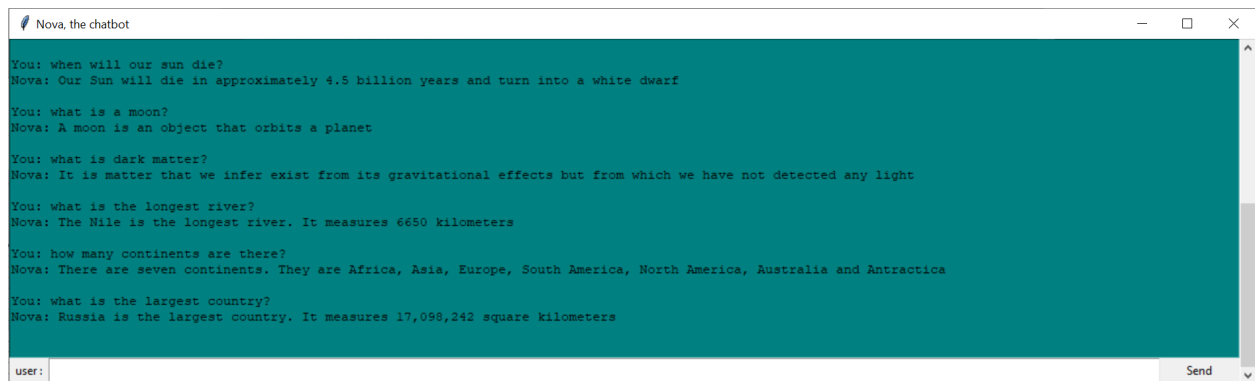 Nova, the chatbot
You: when will our sun die?
Nova: Our Sun will die in approximately 4.5 billion years and turn into a white dwarf
You: what is a moon?
Nova: A moon is an object that orbits a planet
You: what is dark matter?
Nova: It is matter that we infer exist from its gravitational effects but from which we have not detected any light
You: what is the longest river?
Nova: The Nile is the longest river. It measures 6650 kilometers
You: how many continents are there?
Nova: There are seven continents. They are Africa, Asia, Europe, South America, North America, Australia and Antractica
You: what is the largest country?
Nova: Russia is the largest country. It measures 17,098,242 square kilometers
user: Send